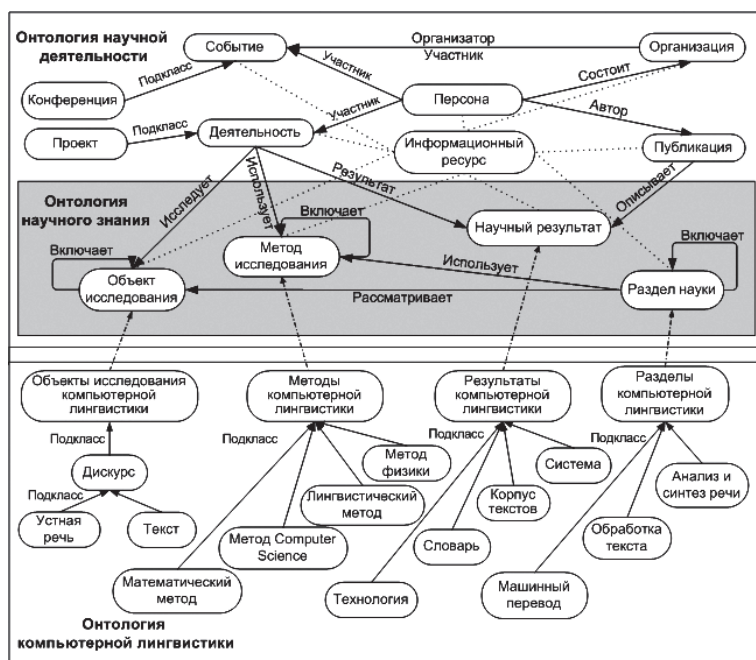 Онтология научной
деятельности
Событие
Организатор
Участник
Организация
Подкласс
Конференция
Участник
Состоит
Персона
Участник
Автор
Проект
Подкласс
Деятельность
Информационный
ресурс
Публикация
Исследует
Использует
Результат
Описывает
Онтология
научного знания
Включает
Научный результат
Включает
Включает
Метод
исследования
Использует
Объект
исследования
Рассматривает
Раздел науки
Объекты исследования
компьютерной
лингвистики
Методы
компьютерной
лингвистики
Результаты
компьютерной
лингвистики
Разделы
компьютерной
лингвистики
Подкласс
Подкласс
Подкласс
Подкласс
Дискурс
Метод
физики
Система
Анализ и
синтез речи
Подкласс
Лингвистический
метод
Корпус
текстов
Устная
речь
Текст
Метод Computer
Science
Словарь
Обработка
текста
Математический
метод
Технология
Машинный
перевод
Онтология
компьютерной лингвистики